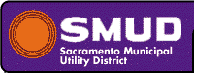 SMUD
Sacramento Municipal
Utility District